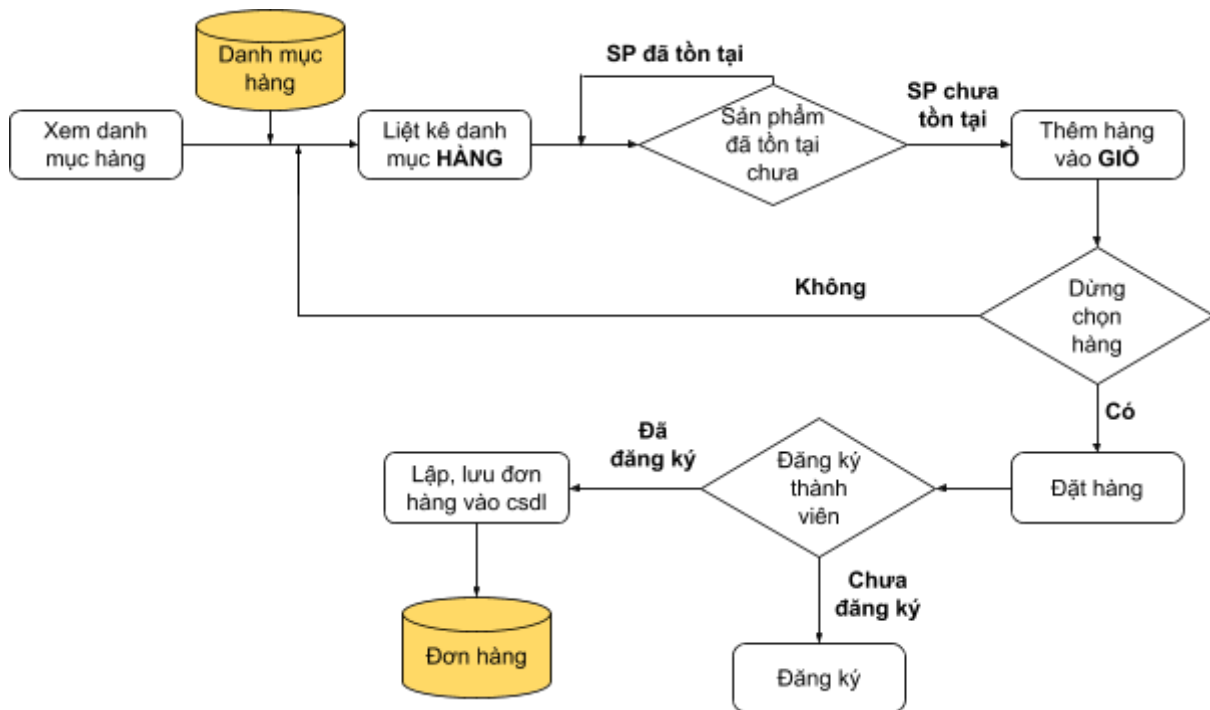 Danh mục
hàng
Xem danh
mục hàng
Liệt kê danh
mục HÀNG
SP đã tồn tại
Sản phẩm
đã tồn tại
chưa
SP chưa
tồn tại
Thêm hàng
vào GIỎ
Không
Dừng
chọn
hàng
Có
Đặt hàng
Đăng ký
thành
viên
Đã
đăng ký
Lập, lưu đơn
hàng vào csdl
Chưa
đăng ký
Đơn hàng
Đăng ký